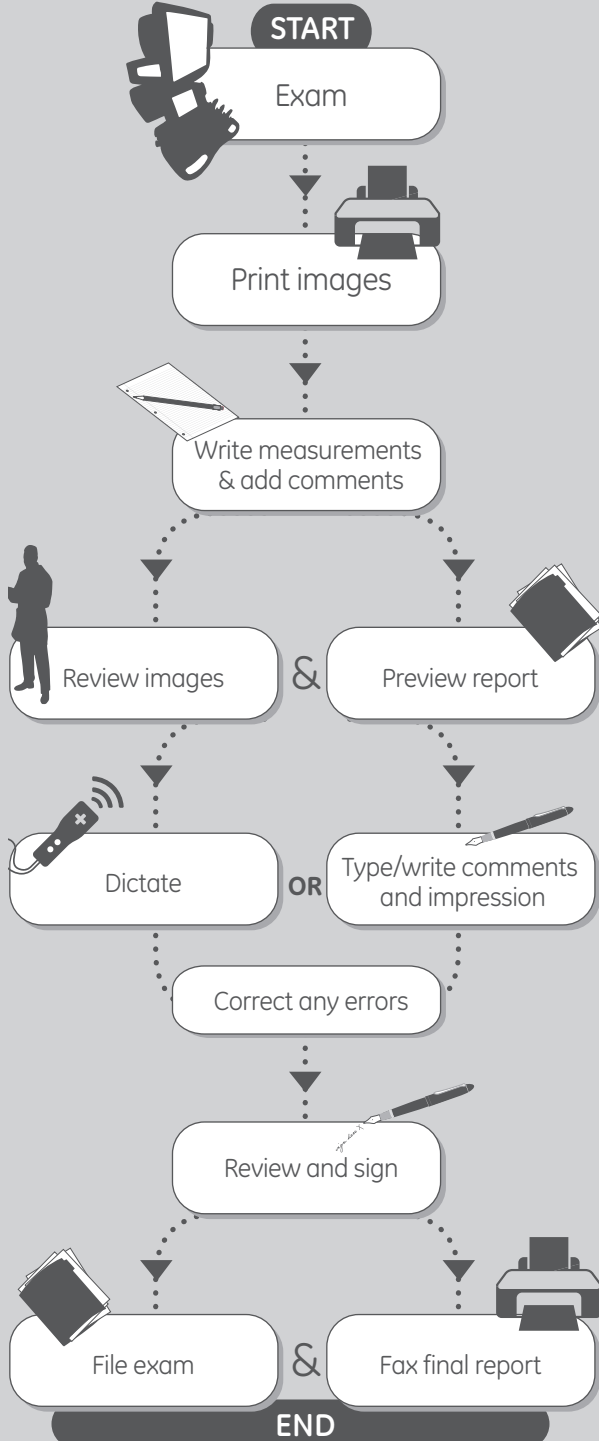 START
Exam
Print images
Write measurements
& add comments
Review images
&
Preview report
Dictate
OR
Type/write comments
and impression
Correct any errors
Review and sign
File exam
&
Fax final report
END